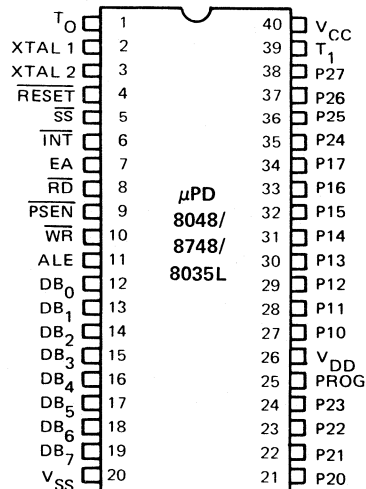 T0 1 40 VCC
XTAL 1 2 39 T1
XTAL 2 3 38 P27
RESET 4 37 P26
SS 5 36 P25
INT 6 35 P24
EA 7 34 P17
RD 8 33 P16
PSEN 9 32 P15
WR 10 31 P14
ALE 11 30 P13
DB0 12 29 P12
DB1 13 28 P11
DB2 14 27 P10
DB3 15 26 VDD
DB4 16 25 PROG
DB5 17 24 P23
DB6 18 23 P22
DB7 19 22 P21
VSS 20 21 P20
μPD
8048/
8748/
8035L